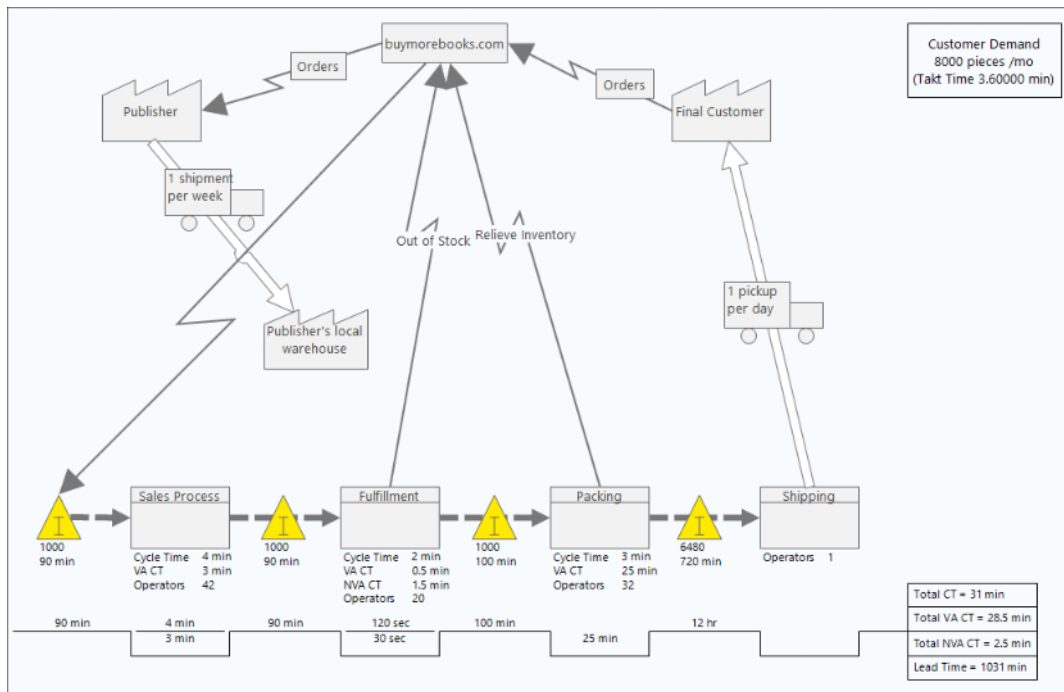 buymorebooks.com
Customer Demand
8000 pieces /mo
(Takt Time 3.60000 min)
Orders
Orders
Publisher
Final Customer
1 shipment
per week
Out of Stock
Relieve Inventory
1 pickup
per day
Publisher's local
warehouse
Sales Process
Fulfillment
Packing
Shipping
I
1000
90 min
Cycle Time 4 min
VA CT 3 min
Operators 42
I
1000
90 min
Cycle Time 2 min
VA CT 0.5 min
NVA CT 1.5 min
Operators 20
I
1000
100 min
Cycle Time 3 min
VA CT 25 min
Operators 32
I
6480
720 min
Operators 1
90 min
4 min
3 min
90 min
120 sec
30 sec
100 min
25 min
12 hr
Total CT = 31 min
Total VA CT = 28.5 min
Total NVA CT = 2.5 min
Lead Time = 1031 min